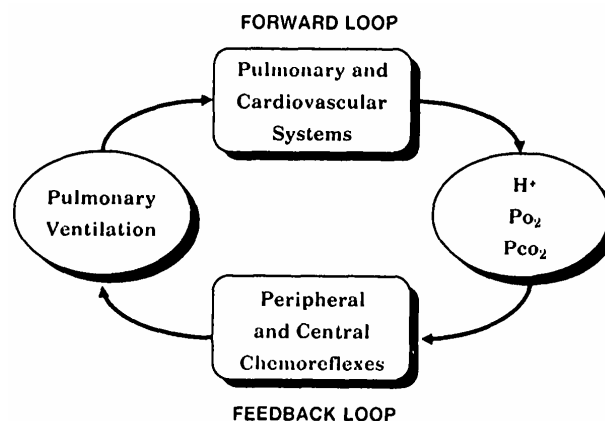 FORWARD LOOP
Pulmonary and
Cardiovascular
Systems
Pulmonary
Ventilation
H⁺
Po₂
Pco₂
Peripheral
and Central
Chemoreflexes
FEEDBACK LOOP